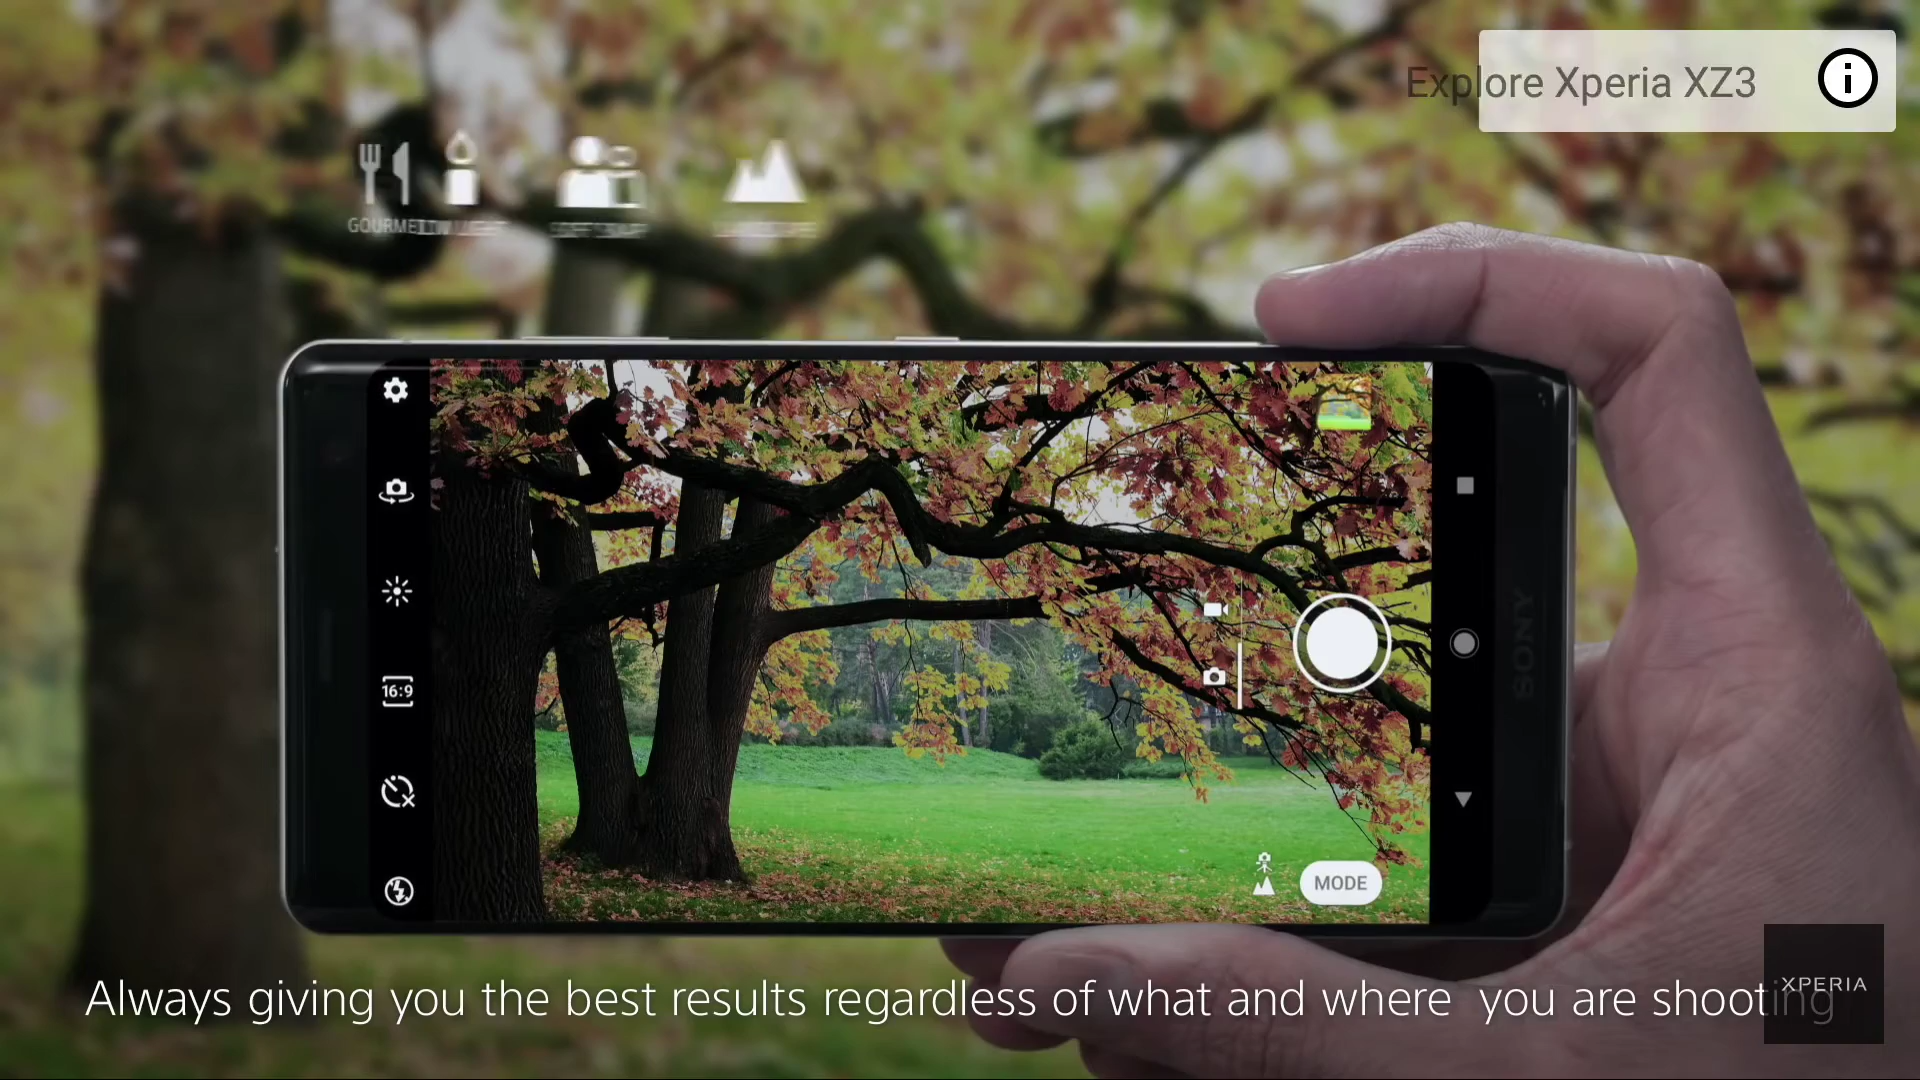 Explore Xperia XZ3
GOURMET
16:9
SONY
MODE
Always giving you the best results regardless of what and where you are shooting
XPERIA